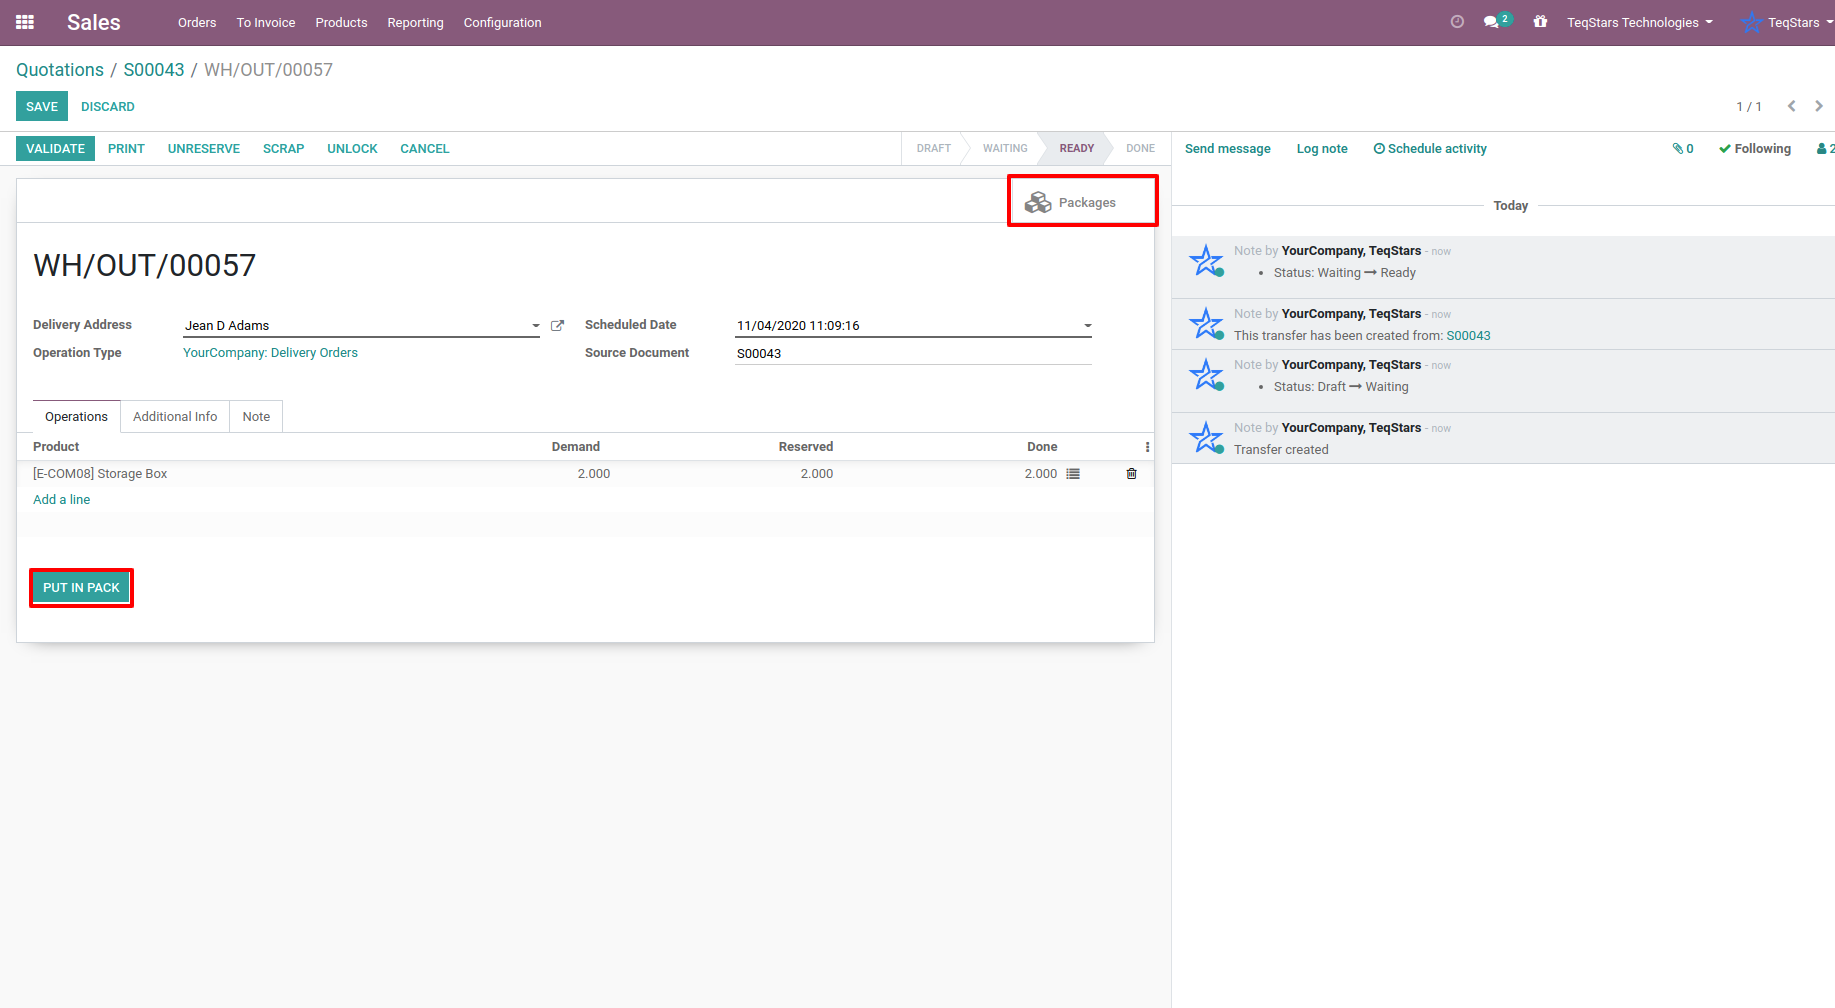 Sales Orders To Invoice Products Reporting Configuration 2 TeqStars Technologies TeqStars
Quotations / S00043 / WH/OUT/00057
SAVE DISCARD 1 / 1
VALIDATE PRINT UNRESERVE SCRAP UNLOCK CANCEL DRAFT WAITING READY DONE
Send message Log note Schedule activity 0 Following 2
Packages
WH/OUT/00057
Delivery Address Jean D Adams Scheduled Date 11/04/2020 11:09:16
Operation Type YourCompany: Delivery Orders Source Document S00043
Operations Additional Info Note
Product Demand Reserved Done
[E-COM08] Storage Box 2.000 2.000 2.000
Add a line
PUT IN PACK
Today
Note by YourCompany, TeqStars - now
• Status: Waiting → Ready
Note by YourCompany, TeqStars - now
This transfer has been created from: S00043
Note by YourCompany, TeqStars - now
• Status: Draft → Waiting
Note by YourCompany, TeqStars - now
Transfer created